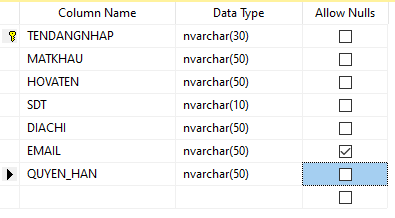 Column Name Data Type Allow Nulls
TENDANGNHAP nvarchar(30)
MATKHAU nvarchar(50)
HOVATEN nvarchar(50)
SDT nvarchar(10)
DIACHI nvarchar(50)
EMAIL nvarchar(50)
QUYEN_HAN nvarchar(50)